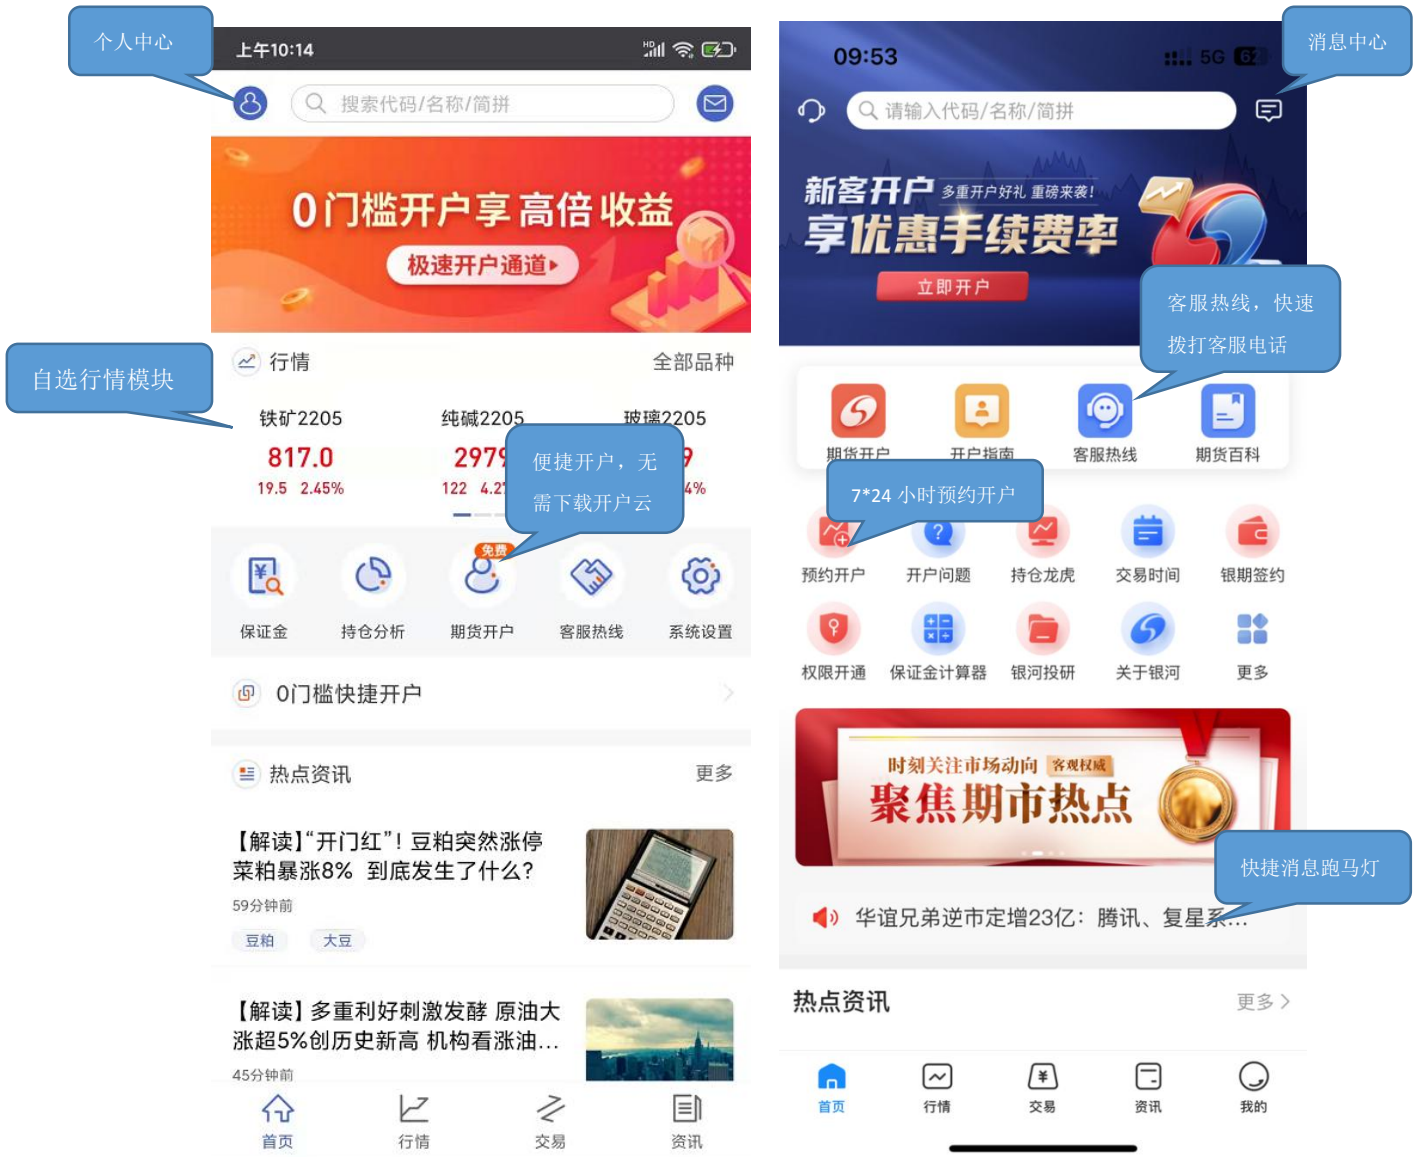 个人中心
上午10:14
搜索代码/名称/简拼
0门槛开户享高倍收益
极速开户通道
行情
全部品种
自选行情模块
铁矿2205
纯碱2205
玻璃2205
817.0
2979
9
19.5 2.45%
122 4.2
4%
便捷开户，无
需下载开户云
免费
保证金
持仓分析
期货开户
客服热线
系统设置
0门槛快捷开户
热点资讯
更多
【解读】“开门红”！豆粕突然涨停
菜粕暴涨8% 到底发生了什么?
59分钟前
豆粕
大豆
【解读】多重利好刺激发酵 原油大
涨超5%创历史新高 机构看涨油...
45分钟前
首页
行情
交易
资讯
消息中心
09:53
5G
62
请输入代码/名称/简拼
新客开户 多重开户好礼 重磅来袭!
享优惠手续费率
立即开户
客服热线，快速
拨打客服电话
期货开户
开户指南
客服热线
期货百科
7*24 小时预约开户
预约开户
开户问题
持仓龙虎
交易时间
银期签约
权限开通
保证金计算器
银河投研
关于银河
更多
时刻关注市场动向 客观权威
聚焦期市热点
快捷消息跑马灯
华谊兄弟逆市定增23亿：腾讯、复星系...
热点资讯
更多
首页
行情
交易
资讯
我的